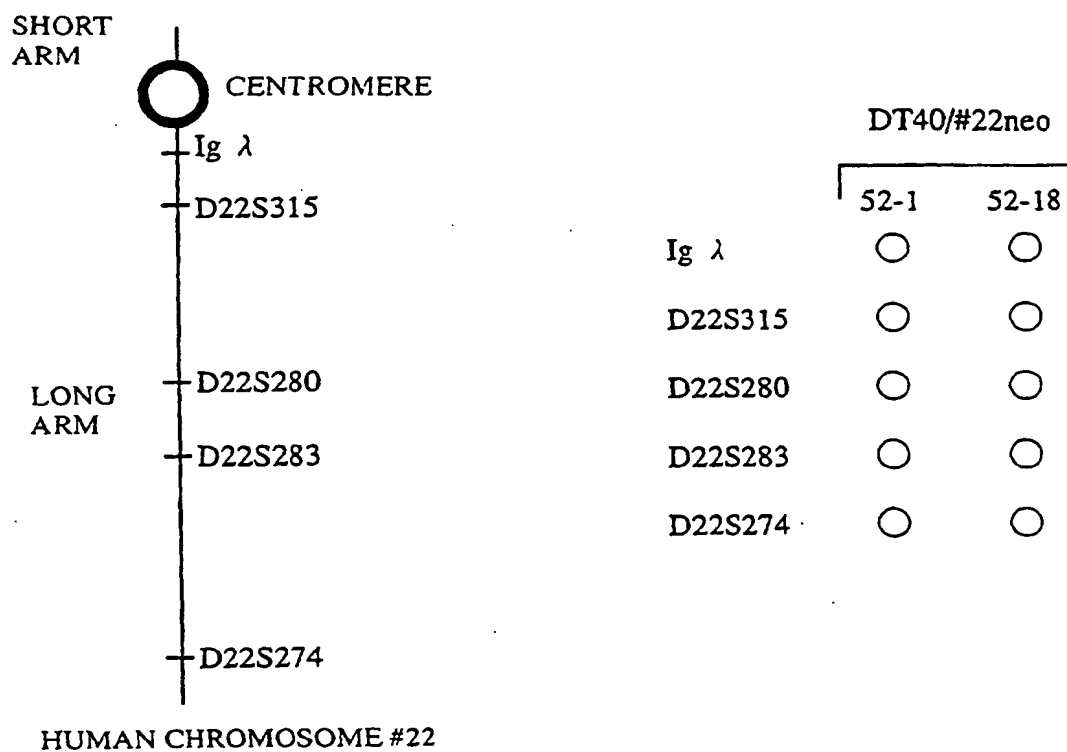 SHORT
ARM
CENTROMERE
Ig λ
D22S315
LONG
ARM
D22S280
D22S283
D22S274
HUMAN CHROMOSOME #22
DT40/#22neo
52-1 52-18
Ig λ
D22S315
D22S280
D22S283
D22S274